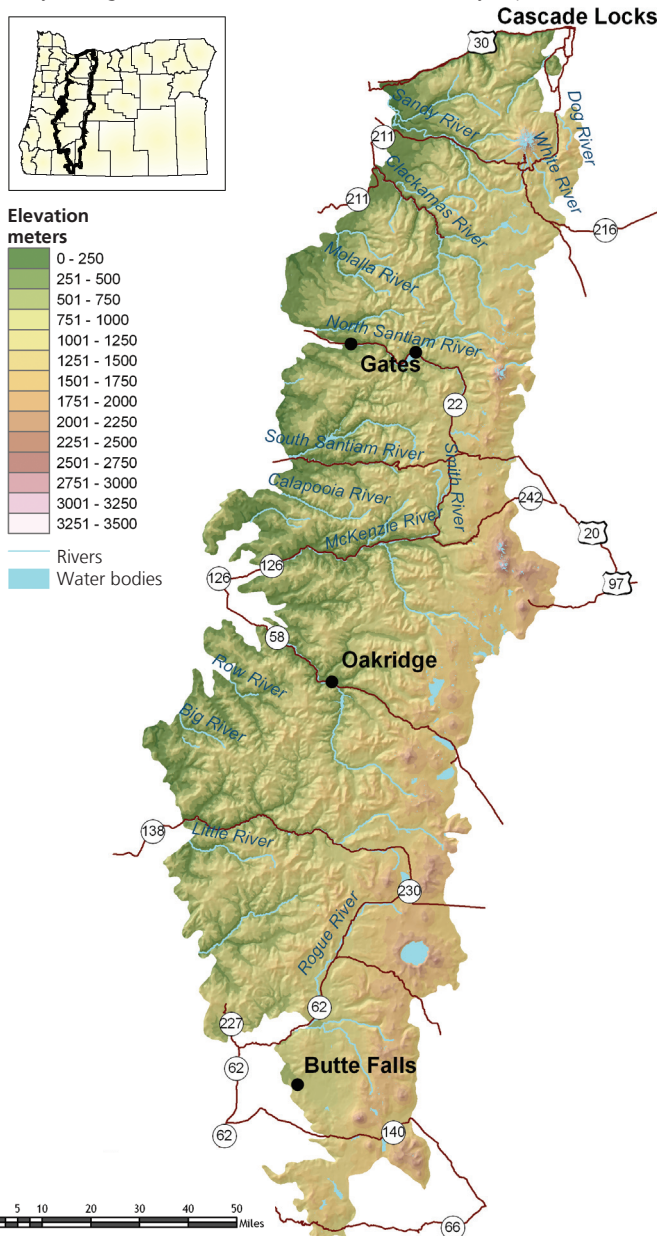 Cascade Locks
30
Sandy River
Dog River
White River
211
Clackamas River
211
216
Molalla River
North Santiam River
Gates
22
South Santiam River
Smith River
Calapooia River
McKenzie River
242
20
97
126
126
58
Oakridge
Row River
Big River
138
Little River
230
Rogue River
62
227
62
Butte Falls
62
140
66
Elevation
meters
0 - 250
251 - 500
501 - 750
751 - 1000
1001 - 1250
1251 - 1500
1501 - 1750
1751 - 2000
2001 - 2250
2251 - 2500
2501 - 2750
2751 - 3000
3001 - 3250
3251 - 3500
Rivers
Water bodies
5 10 20 30 40 50
Miles